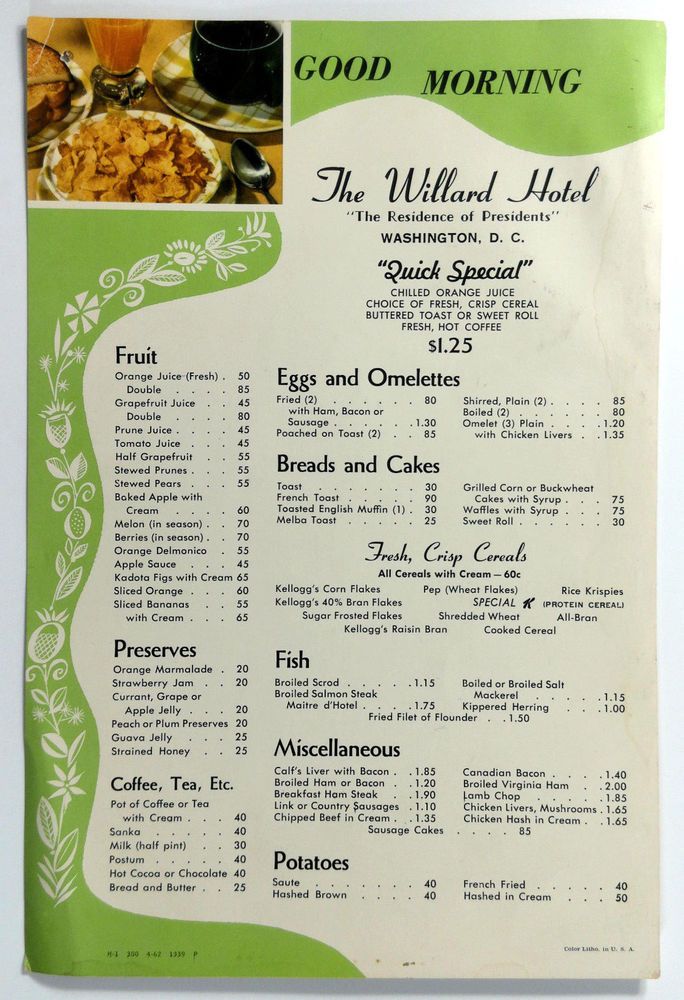 GOOD MORNING
The Willard Hotel
"The Residence of Presidents"
WASHINGTON, D. C.
"Quick Special"
CHILLED ORANGE JUICE
CHOICE OF FRESH, CRISP CEREAL
BUTTERED TOAST OR SWEET ROLL
FRESH, HOT COFFEE
$1.25
Fruit
Orange Juice (Fresh) . 50
Double . . . . 85
Grapefruit Juice . . 45
Double . . . . 80
Prune Juice . . . 45
Tomato Juice . . . 45
Half Grapefruit . . 55
Stewed Prunes . . . 55
Stewed Pears . . . 55
Baked Apple with
Cream . . . . 60
Melon (in season) . . 70
Berries (in season) . . 70
Orange Delmonico . 55
Apple Sauce . . . 45
Kadota Figs with Cream 65
Sliced Orange . . . 60
Sliced Bananas . . 55
with Cream . . . 65
Preserves
Orange Marmalade . 20
Strawberry Jam . . 20
Currant, Grape or
Apple Jelly . . . 20
Peach or Plum Preserves 20
Guava Jelly . . . 25
Strained Honey . . 25
Coffee, Tea, Etc.
Pot of Coffee or Tea
with Cream . . . 40
Sanka . . . . . 40
Milk (half pint) . . 30
Postum . . . . . 40
Hot Cocoa or Chocolate 40
Bread and Butter . . 25
Eggs and Omelettes
Fried (2) . . . . . . 80
with Ham, Bacon or
Sausage . . . . . 1.30
Poached on Toast (2) . . 85
Shirred, Plain (2) . . . . 85
Boiled (2) . . . . . . 80
Omelet (3) Plain . . . . 1.20
with Chicken Livers . . 1.35
Breads and Cakes
Toast . . . . . . . 30
French Toast . . . . . 90
Toasted English Muffin (1) . 30
Melba Toast . . . . . 25
Grilled Corn or Buckwheat
Cakes with Syrup . . . 75
Waffles with Syrup . . . 75
Sweet Roll . . . . . . 30
Fresh, Crisp Cereals
All Cereals with Cream — 60c
Kellogg's Corn Flakes Pep (Wheat Flakes) Rice Krispies
Kellogg's 40% Bran Flakes SPECIAL K (PROTEIN CEREAL)
Sugar Frosted Flakes Shredded Wheat All-Bran
Kellogg's Raisin Bran Cooked Cereal
Fish
Broiled Scrod . . . . . 1.15
Broiled Salmon Steak
Maitre d'Hotel . . . . 1.75
Boiled or Broiled Salt
Mackerel . . . . . 1.15
Kippered Herring . . . . 1.00
Fried Filet of Flounder . . 1.50
Miscellaneous
Calf's Liver with Bacon . . 1.85
Broiled Ham or Bacon . . 1.20
Breakfast Ham Steak . . 1.90
Link or Country Sausages . 1.10
Chipped Beef in Cream . . 1.35
Canadian Bacon . . . . 1.40
Broiled Virginia Ham . . 2.00
Lamb Chop . . . . . 1.85
Chicken Livers, Mushrooms . 1.65
Chicken Hash in Cream . . 1.65
Sausage Cakes . . . . 85
Potatoes
Saute . . . . . . . 40
Hashed Brown . . . . 40
French Fried . . . . . 40
Hashed in Cream . . . 50
H-1 300 4-62 1339 P
Color Litho. in U. S. A.